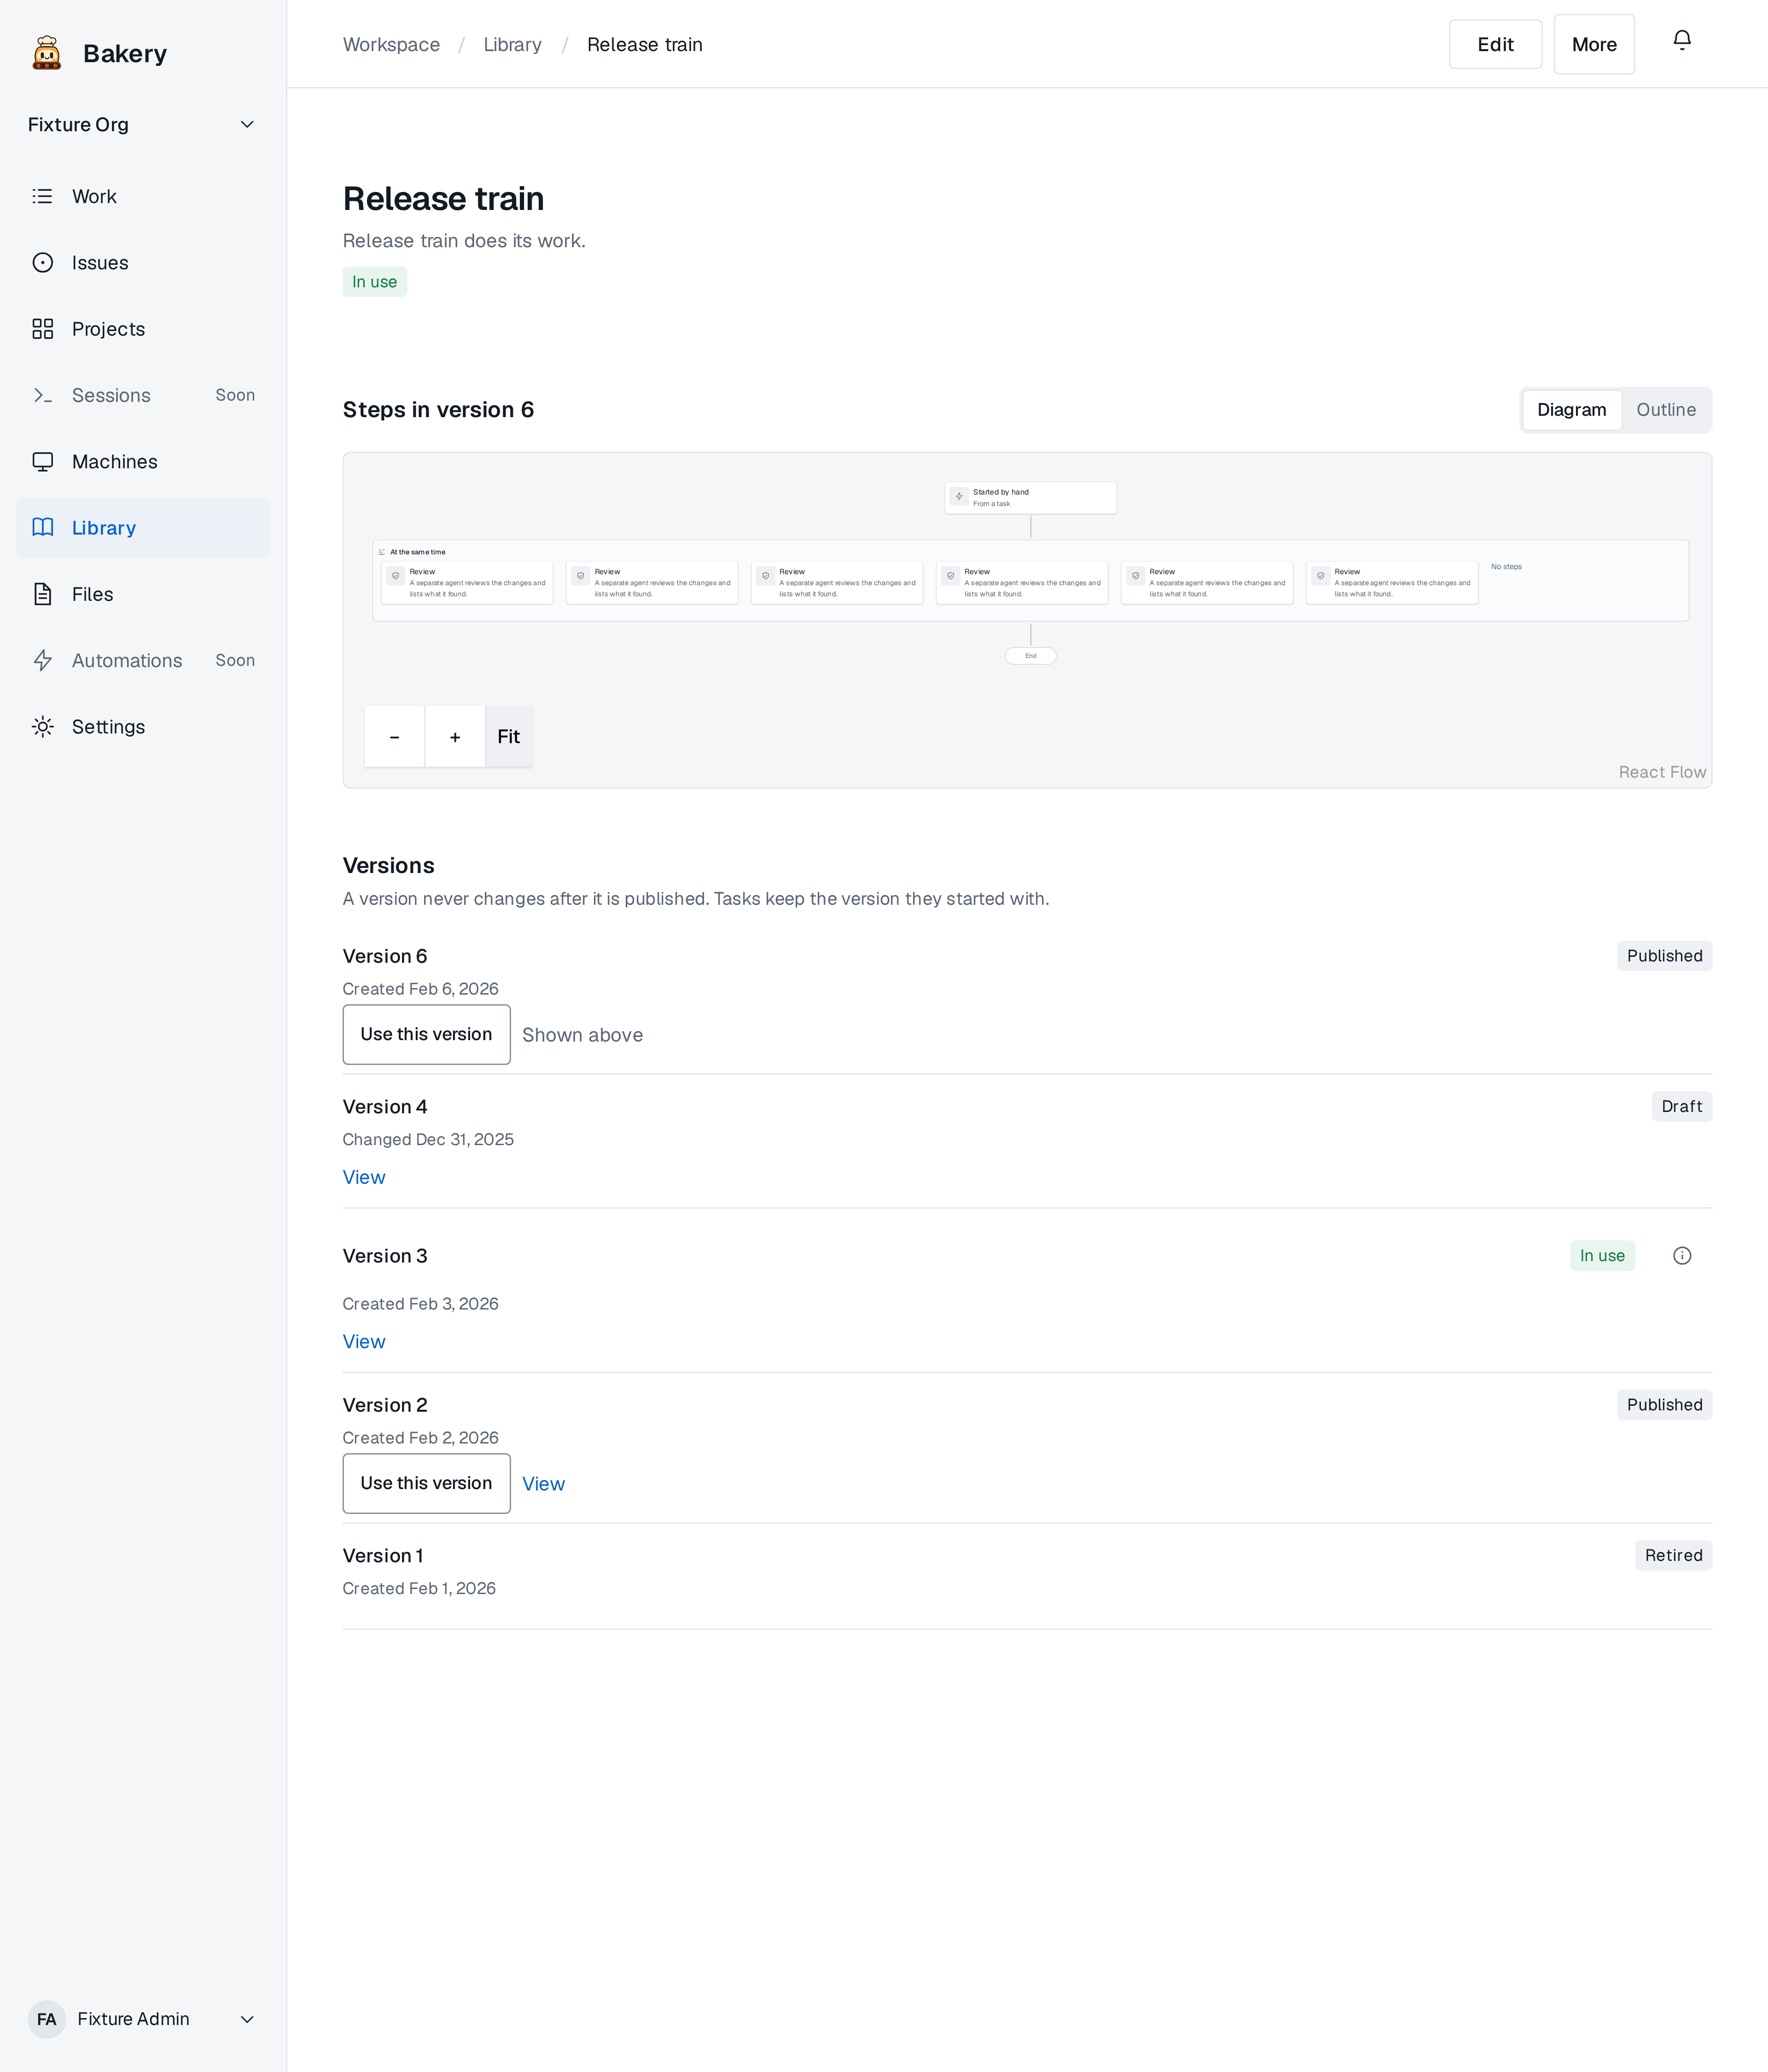 Bakery
Fixture Org
Work
Issues
Projects
Sessions Soon
Machines
Library
Files
Automations Soon
Settings
FA Fixture Admin
Workspace / Library / Release train
Edit More
Release train
Release train does its work.
In use
Steps in version 6
Diagram Outline
Started by hand
From a task
At the same time
Review
A separate agent reviews the changes and
lists what it found.
Review
A separate agent reviews the changes and
lists what it found.
Review
A separate agent reviews the changes and
lists what it found.
Review
A separate agent reviews the changes and
lists what it found.
Review
A separate agent reviews the changes and
lists what it found.
Review
A separate agent reviews the changes and
lists what it found.
No steps
End
– + Fit
React Flow
Versions
A version never changes after it is published. Tasks keep the version they started with.
Version 6 Published
Created Feb 6, 2026
Use this version Shown above
Version 4 Draft
Changed Dec 31, 2025
View
Version 3 In use
Created Feb 3, 2026
View
Version 2 Published
Created Feb 2, 2026
Use this version View
Version 1 Retired
Created Feb 1, 2026